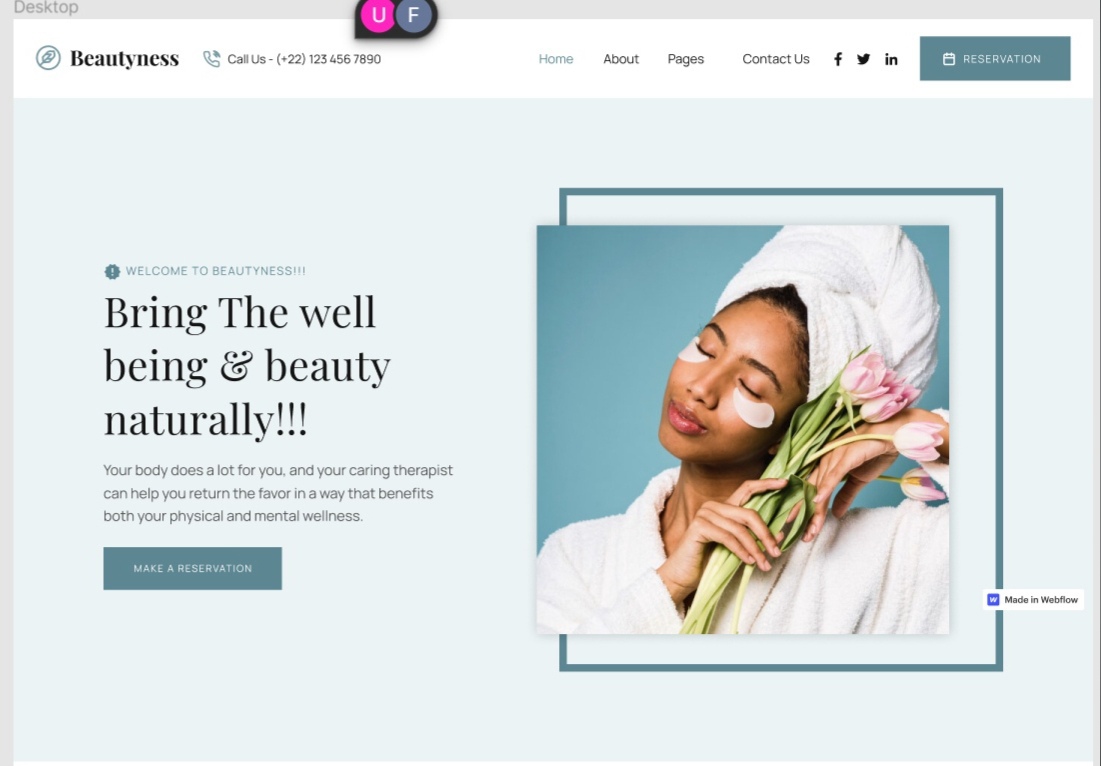 Desktop
U F
Beautyness
Call Us - (+22) 123 456 7890
Home
About
Pages
Contact Us
RESERVATION
WELCOME TO BEAUTYNESS!!!
Bring The well
being & beauty
naturally!!!
Your body does a lot for you, and your caring therapist
can help you return the favor in a way that benefits
both your physical and mental wellness.
MAKE A RESERVATION
Made in Webflow